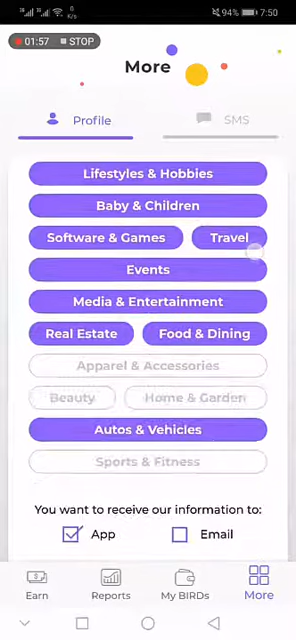 94% 7:50
01:57 STOP
0
K/s
More
Profile SMS
Lifestyles & Hobbies
Baby & Children
Software & Games Travel
Events
Media & Entertainment
Real Estate Food & Dining
Apparel & Accessories
Beauty Home & Garden
Autos & Vehicles
Sports & Fitness
You want to receive our information to:
App Email
Earn Reports My BIRDs More